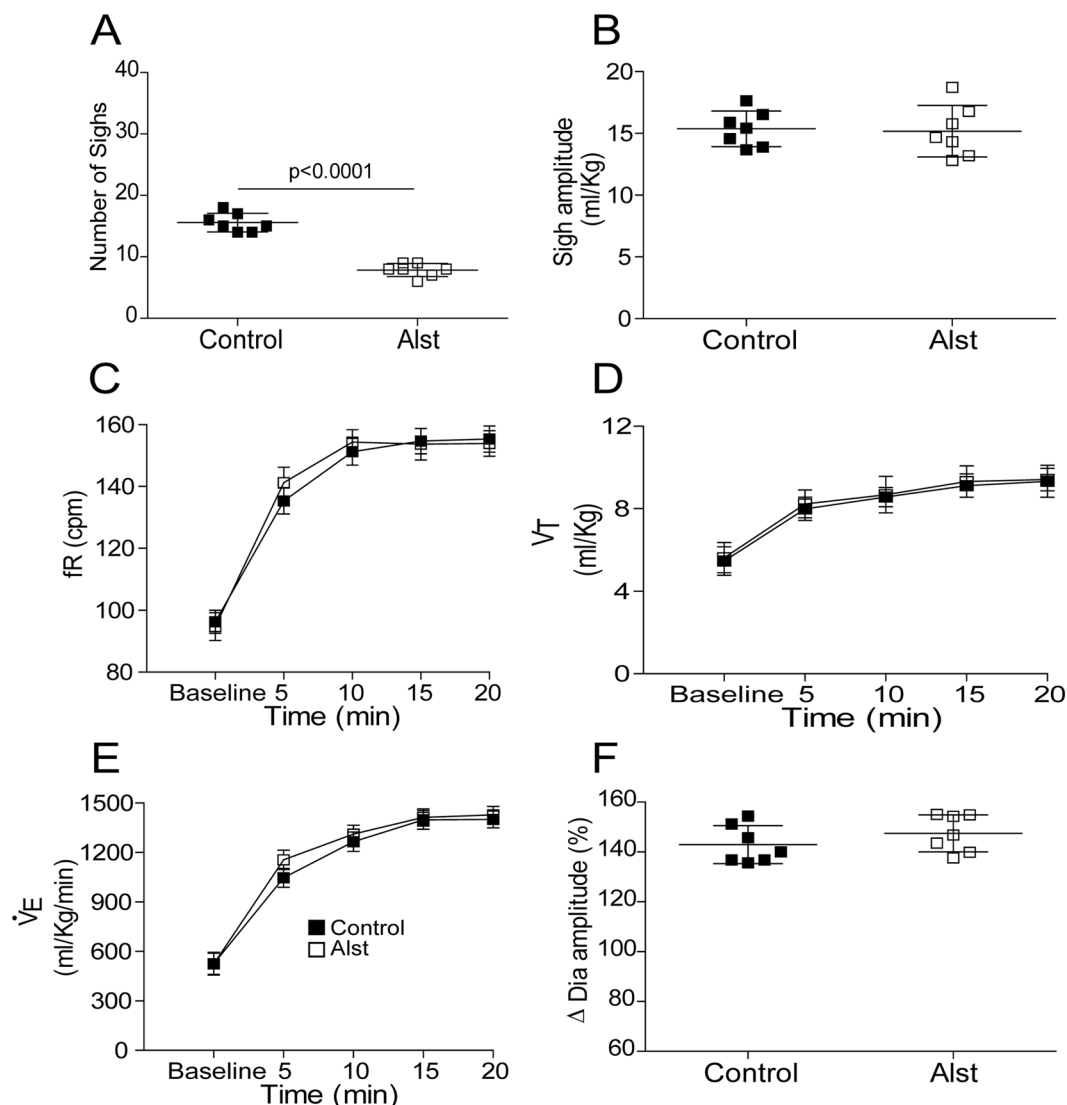 A
Number of Sighs
40
30
20
10
0
p<0.0001
Control Alst
B
Sigh amplitude
(ml/Kg)
20
15
10
5
0
Control Alst
C
fR (cpm)
160
140
120
100
80
Baseline 5 10 15 20
Time (min)
D
VT
(ml/Kg)
12
8
4
0
Baseline 5 10 15 20
Time (min)
E
V̇E
(ml/Kg/min)
1500
1200
900
600
300
0
Control
Alst
Baseline 5 10 15 20
Time (min)
F
Δ Dia amplitude (%)
160
140
120
100
80
60
Control Alst